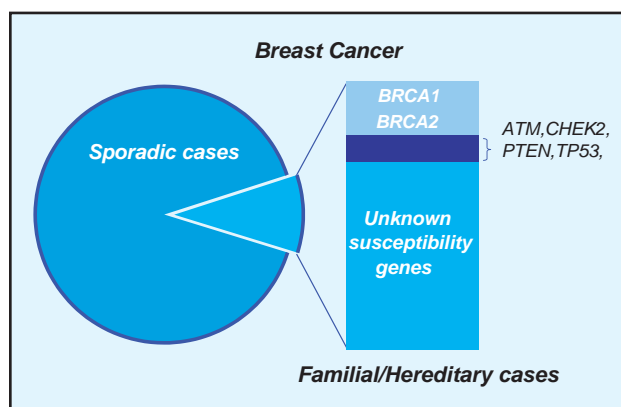 Breast Cancer
Sporadic cases
BRCA1
BRCA2
ATM,CHEK2,
PTEN,TP53,
Unknown
susceptibility
genes
Familial/Hereditary cases